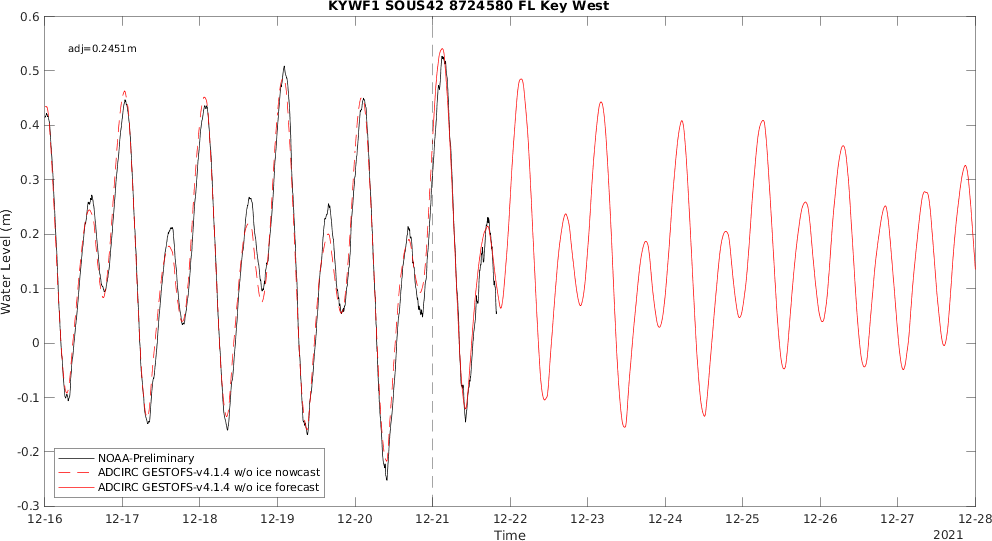 KYWF1 SOUS42 8724580 FL Key West
adj=0.2451m
0.6
0.5
0.4
0.3
0.2
0.1
0
-0.1
-0.2
-0.3
Water Level (m)
NOAA-Preliminary
ADCIRC GESTOFS-v4.1.4 w/o ice nowcast
ADCIRC GESTOFS-v4.1.4 w/o ice forecast
12-16 12-17 12-18 12-19 12-20 12-21 12-22 12-23 12-24 12-25 12-26 12-27 12-28
Time
2021